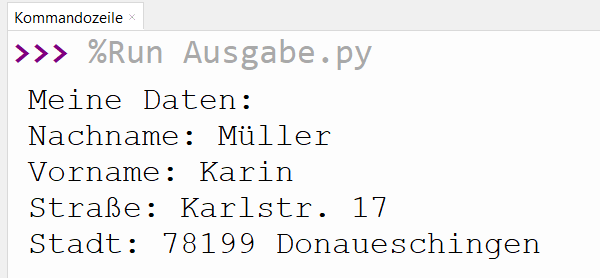 Kommandozeile ×
>>> %Run Ausgabe.py
Meine Daten:
Nachname: Müller
Vorname: Karin
Straße: Karlstr. 17
Stadt: 78199 Donaueschingen